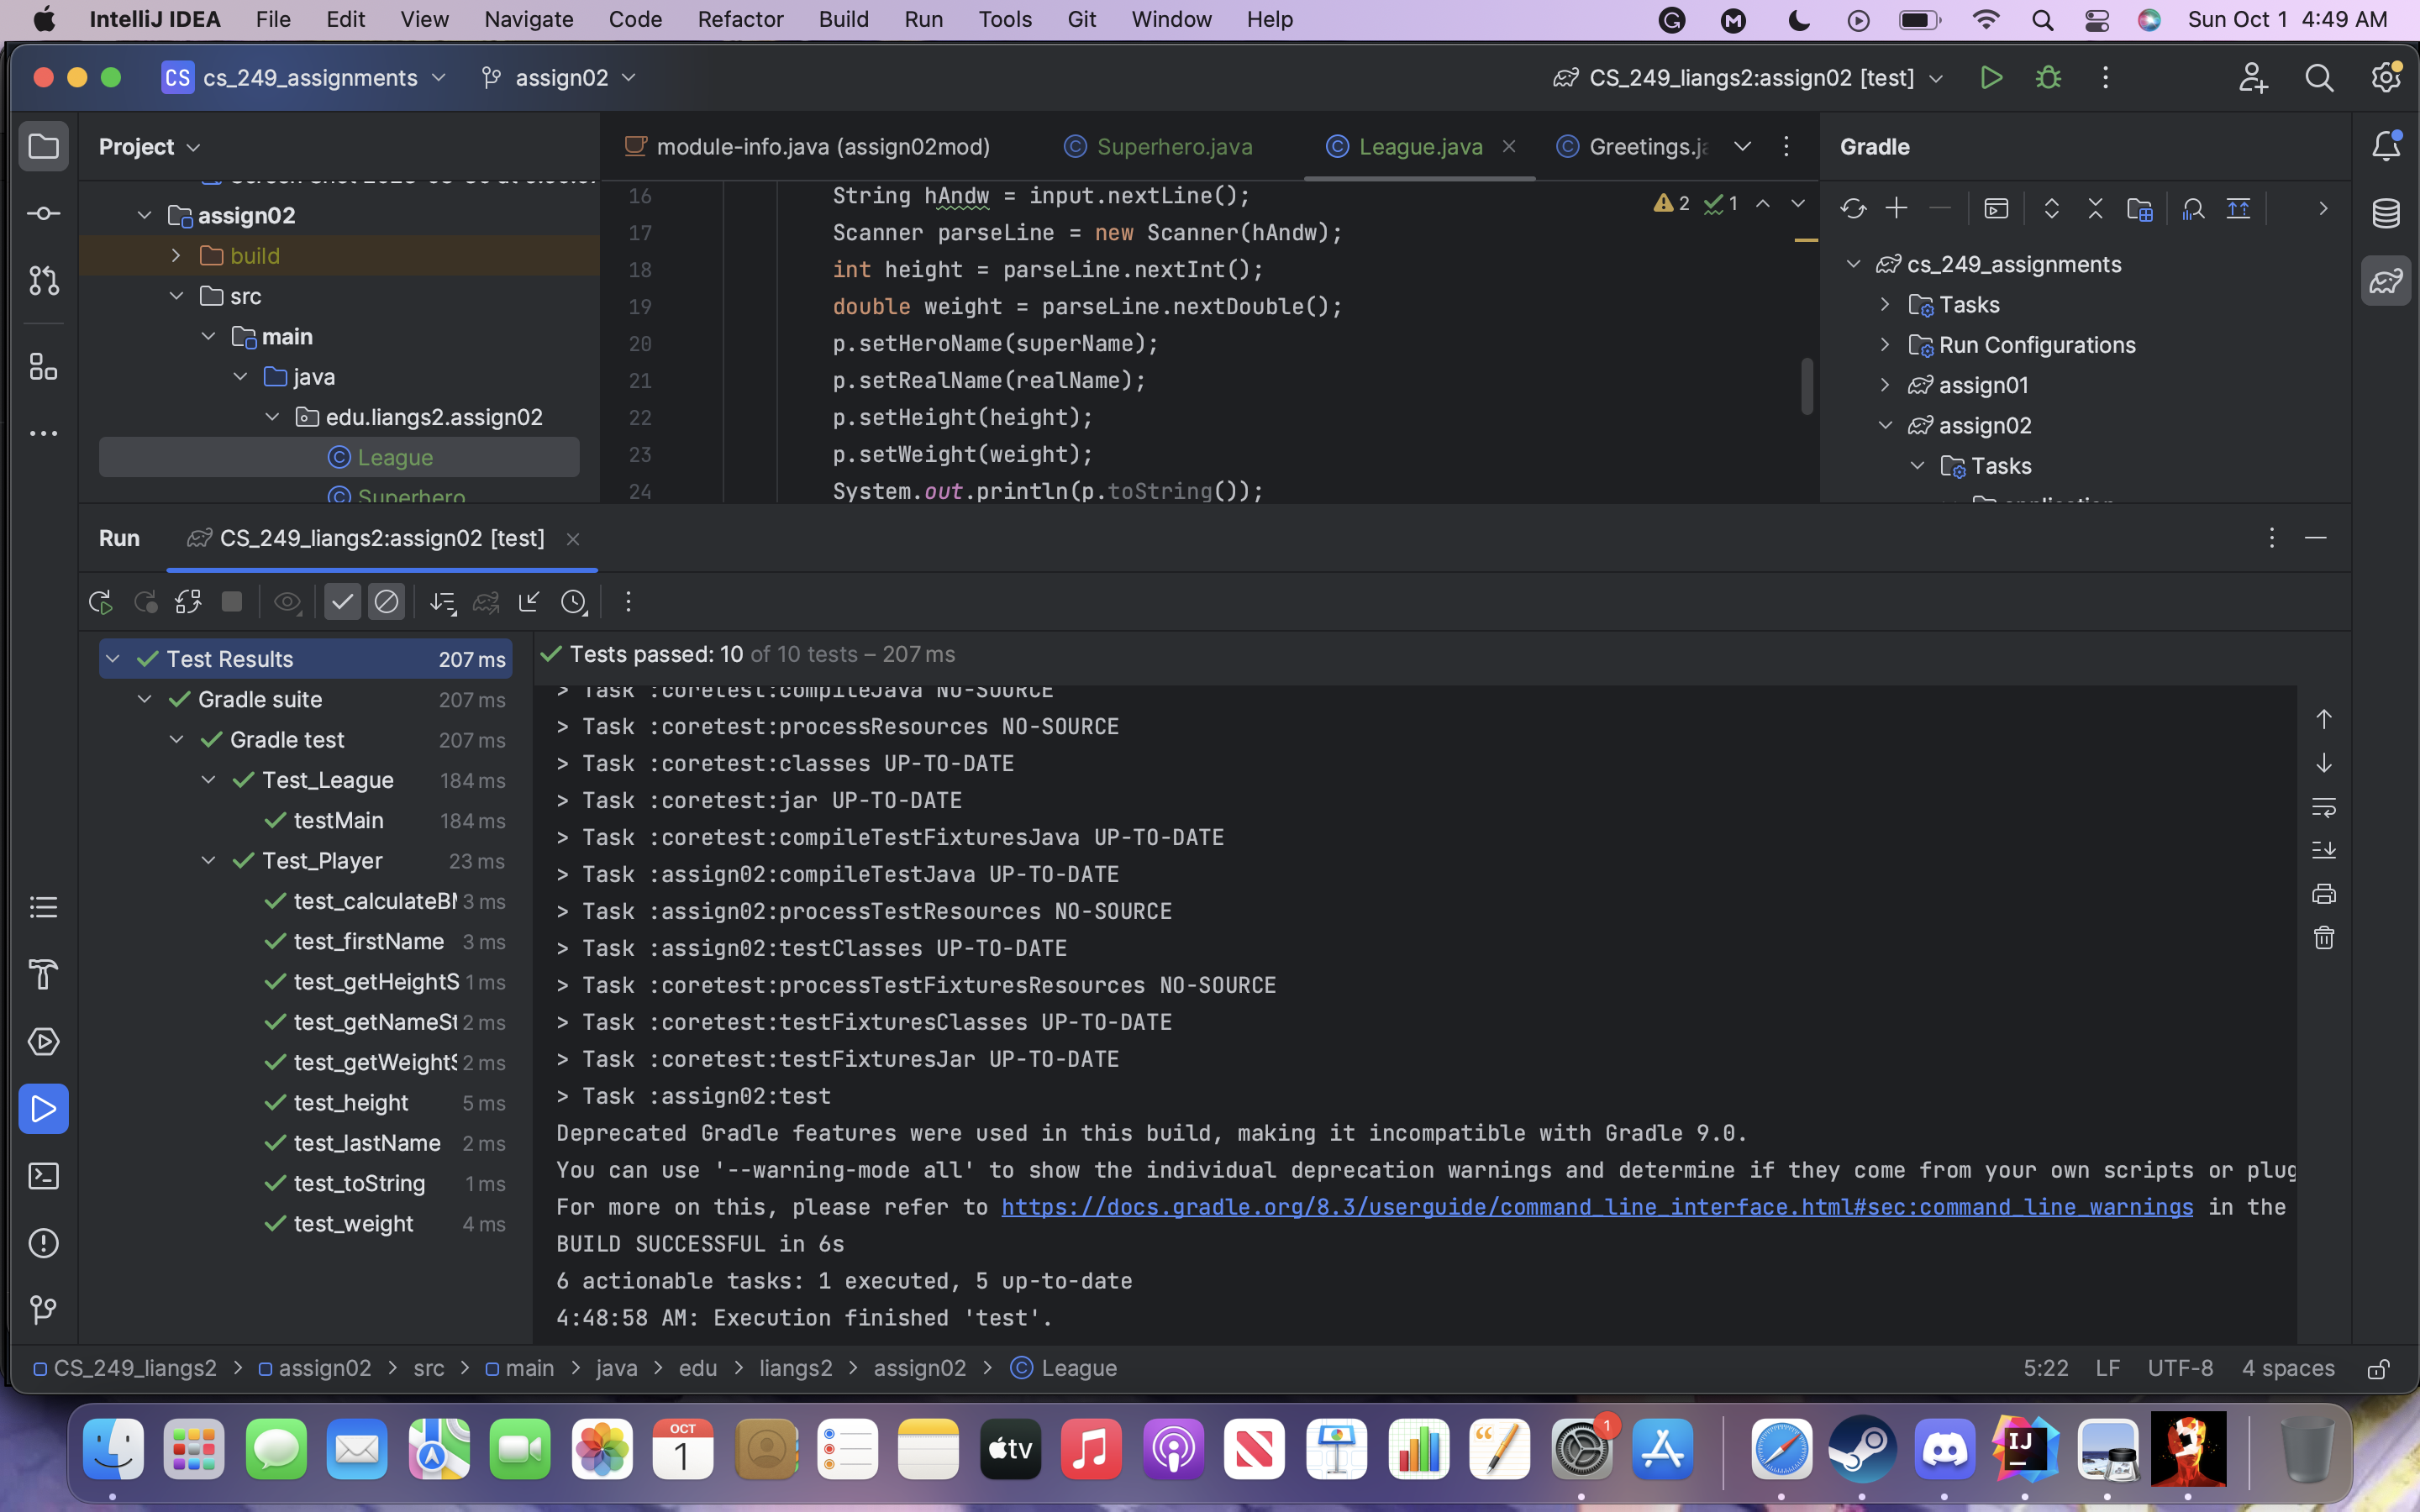 IntelliJ IDEA File Edit View Navigate Code Refactor Build Run Tools Git Window Help Sun Oct 1 4:49 AM
CS cs_249_assignments assign02 CS_249_liangs2:assign02 [test]
Project
assign02
build
src
main
java
edu.liangs2.assign02
League
Superhero
module-info.java (assign02mod) Superhero.java League.java Greetings.ja
2 1
16 String hAndw = input.nextLine();
17 Scanner parseLine = new Scanner(hAndw);
18 int height = parseLine.nextInt();
19 double weight = parseLine.nextDouble();
20 p.setHeroName(superName);
21 p.setRealName(realName);
22 p.setHeight(height);
23 p.setWeight(weight);
24 System.out.println(p.toString());
Gradle
cs_249_assignments
Tasks
Run Configurations
assign01
assign02
Tasks
application
Run CS_249_liangs2:assign02 [test]
Test Results 207 ms
Gradle suite 207 ms
Gradle test 207 ms
Test_League 184 ms
testMain 184 ms
Test_Player 23 ms
test_calculateBM 3 ms
test_firstName 3 ms
test_getHeightS 1 ms
test_getNameSt 2 ms
test_getWeightS 2 ms
test_height 5 ms
test_lastName 2 ms
test_toString 1 ms
test_weight 4 ms
Tests passed: 10 of 10 tests – 207 ms
> Task :coretest:compileJava NO-SOURCE
> Task :coretest:processResources NO-SOURCE
> Task :coretest:classes UP-TO-DATE
> Task :coretest:jar UP-TO-DATE
> Task :coretest:compileTestFixturesJava UP-TO-DATE
> Task :assign02:compileTestJava UP-TO-DATE
> Task :assign02:processTestResources NO-SOURCE
> Task :assign02:testClasses UP-TO-DATE
> Task :coretest:processTestFixturesResources NO-SOURCE
> Task :coretest:testFixturesClasses UP-TO-DATE
> Task :coretest:testFixturesJar UP-TO-DATE
> Task :assign02:test
Deprecated Gradle features were used in this build, making it incompatible with Gradle 9.0.
You can use '--warning-mode all' to show the individual deprecation warnings and determine if they come from your own scripts or plug
For more on this, please refer to https://docs.gradle.org/8.3/userguide/command_line_interface.html#sec:command_line_warnings in the
BUILD SUCCESSFUL in 6s
6 actionable tasks: 1 executed, 5 up-to-date
4:48:58 AM: Execution finished 'test'.
CS_249_liangs2 > assign02 > src > main > java > edu > liangs2 > assign02 > League 5:22 LF UTF-8 4 spaces
OCT
1
tv
1
IJ